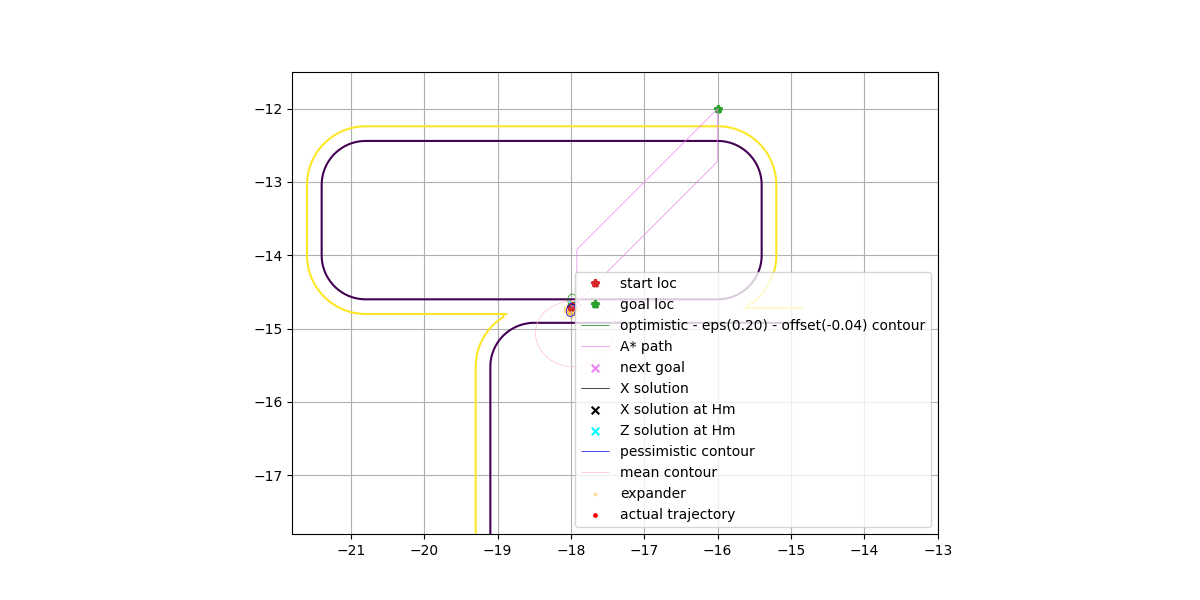 −12
−13
−14
−15
−16
−17
start loc
goal loc
optimistic - eps(0.20) - offset(-0.04) contour
A* path
next goal
X solution
X solution at Hm
Z solution at Hm
pessimistic contour
mean contour
expander
actual trajectory
−21 −20 −19 −18 −17 −16 −15 −14 −13